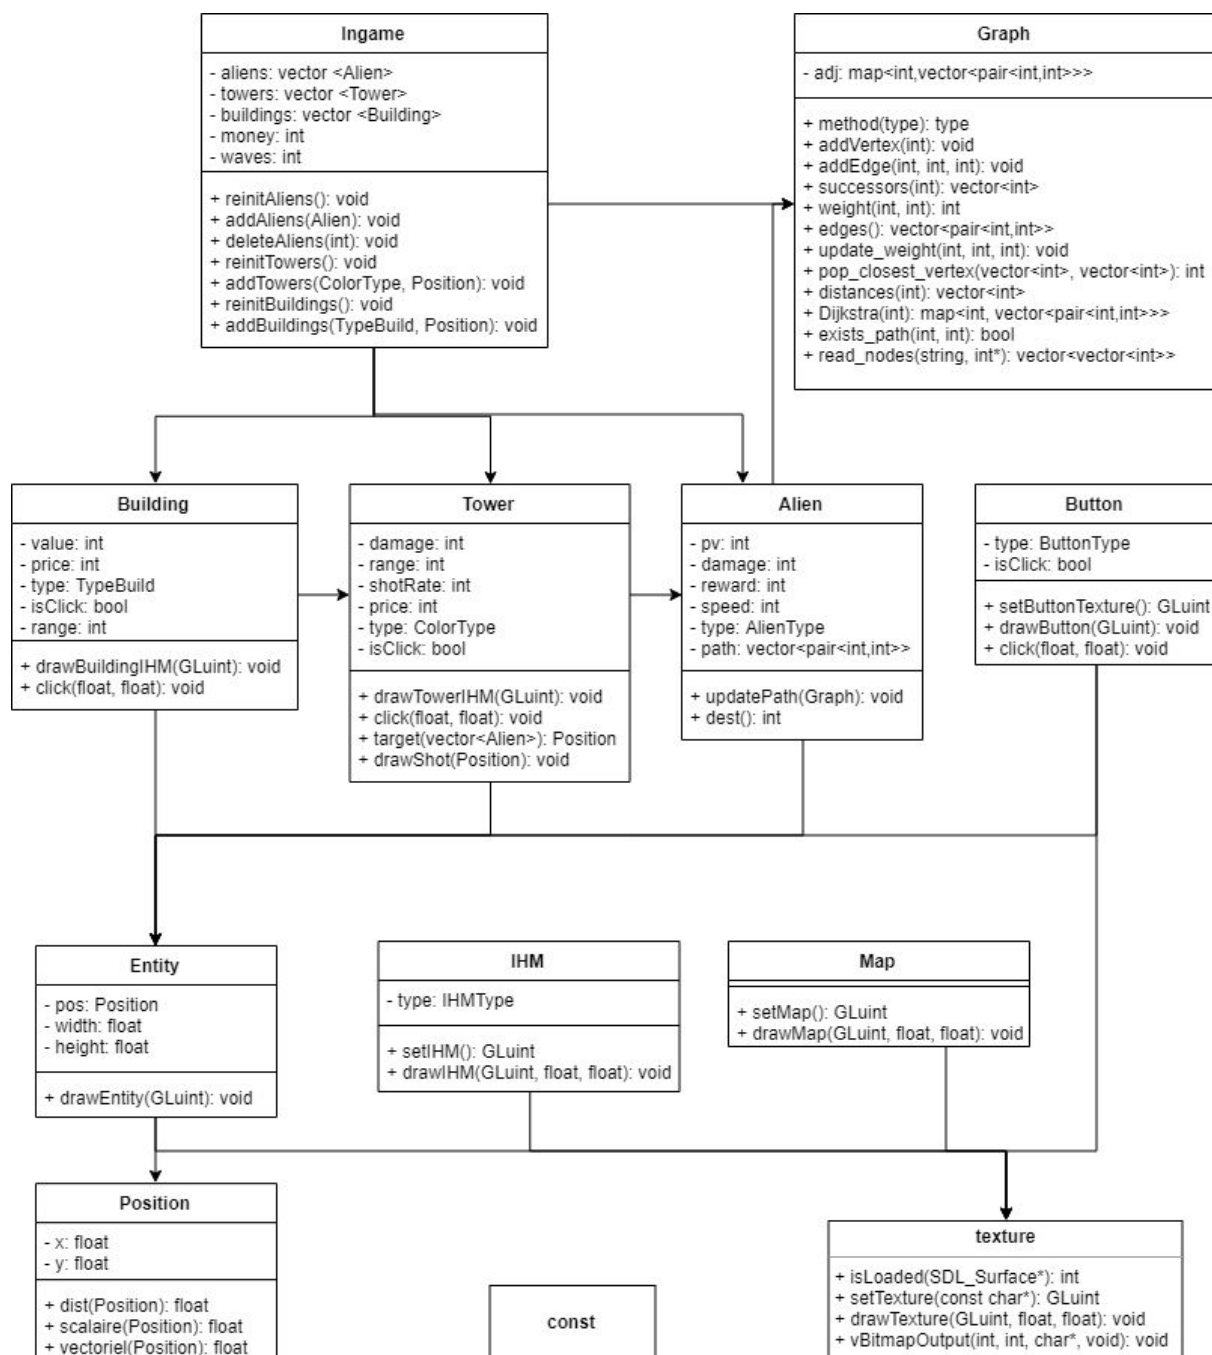 Ingame
- aliens: vector <Alien>
- towers: vector <Tower>
- buildings: vector <Building>
- money: int
- waves: int
+ reinitAliens(): void
+ addAliens(Alien): void
+ deleteAliens(int): void
+ reinitTowers(): void
+ addTowers(ColorType, Position): void
+ reinitBuildings(): void
+ addBuildings(TypeBuild, Position): void
Graph
- adj: map<int,vector<pair<int,int>>>
+ method(type): type
+ addVertex(int): void
+ addEdge(int, int, int): void
+ successors(int): vector<int>
+ weight(int, int): int
+ edges(): vector<pair<int,int>>
+ update_weight(int, int, int): void
+ pop_closest_vertex(vector<int>, vector<int>): int
+ distances(int): vector<int>
+ Dijkstra(int): map<int, vector<pair<int,int>>>
+ exists_path(int, int): bool
+ read_nodes(string, int*): vector<vector<int>>
Building
- value: int
- price: int
- type: TypeBuild
- isClick: bool
- range: int
+ drawBuildingIHM(GLuint): void
+ click(float, float): void
Tower
- damage: int
- range: int
- shotRate: int
- price: int
- type: ColorType
- isClick: bool
+ drawTowerIHM(GLuint): void
+ click(float, float): void
+ target(vector<Alien>): Position
+ drawShot(Position): void
Alien
- pv: int
- damage: int
- reward: int
- speed: int
- type: AlienType
- path: vector<pair<int,int>>
+ updatePath(Graph): void
+ dest(): int
Button
- type: ButtonType
- isClick: bool
+ setButtonTexture(): GLuint
+ drawButton(GLuint): void
+ click(float, float): void
Entity
- pos: Position
- width: float
- height: float
+ drawEntity(GLuint): void
IHM
- type: IHMType
+ setIHM(): GLuint
+ drawIHM(GLuint, float, float): void
Map
+ setMap(): GLuint
+ drawMap(GLuint, float, float): void
Position
- x: float
- y: float
+ dist(Position): float
+ scalaire(Position): float
+ vectoriel(Position): float
const
texture
+ isLoaded(SDL_Surface*): int
+ setTexture(const char*): GLuint
+ drawTexture(GLuint, float, float): void
+ vBitmapOutput(int, int, char*, void): void